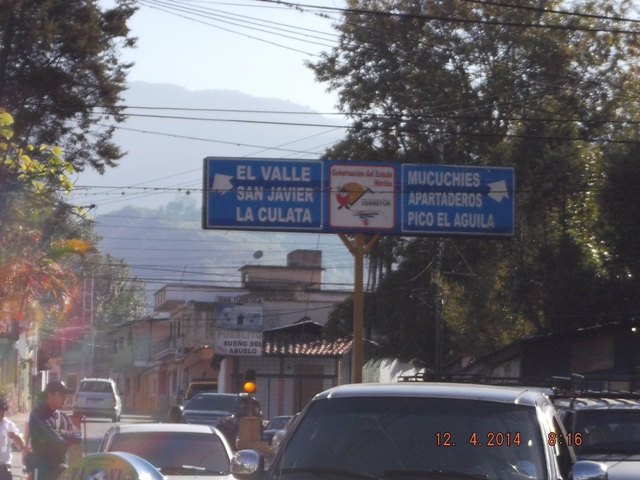 EL VALLE
SAN JAVIER
LA CULATA
Gobernación del Estado
Mérida
CORMETUR
MUCUCHIES
APARTADEROS
PICO EL AGUILA
SUEÑO DEL
ABUELO
12. 4.2014 8:16